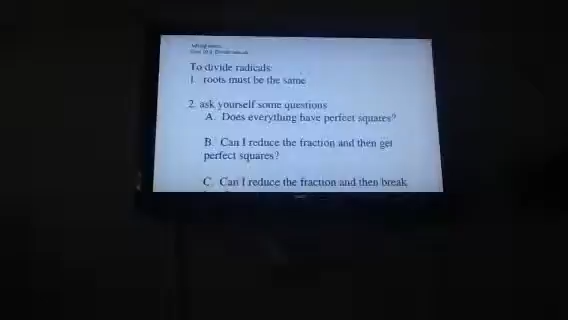 To divide radicals:
1. roots must be the same
2. ask yourself some questions
A. Does everything have perfect squares?
B. Can I reduce the fraction and then get
perfect squares?
C. Can I reduce the fraction and then break